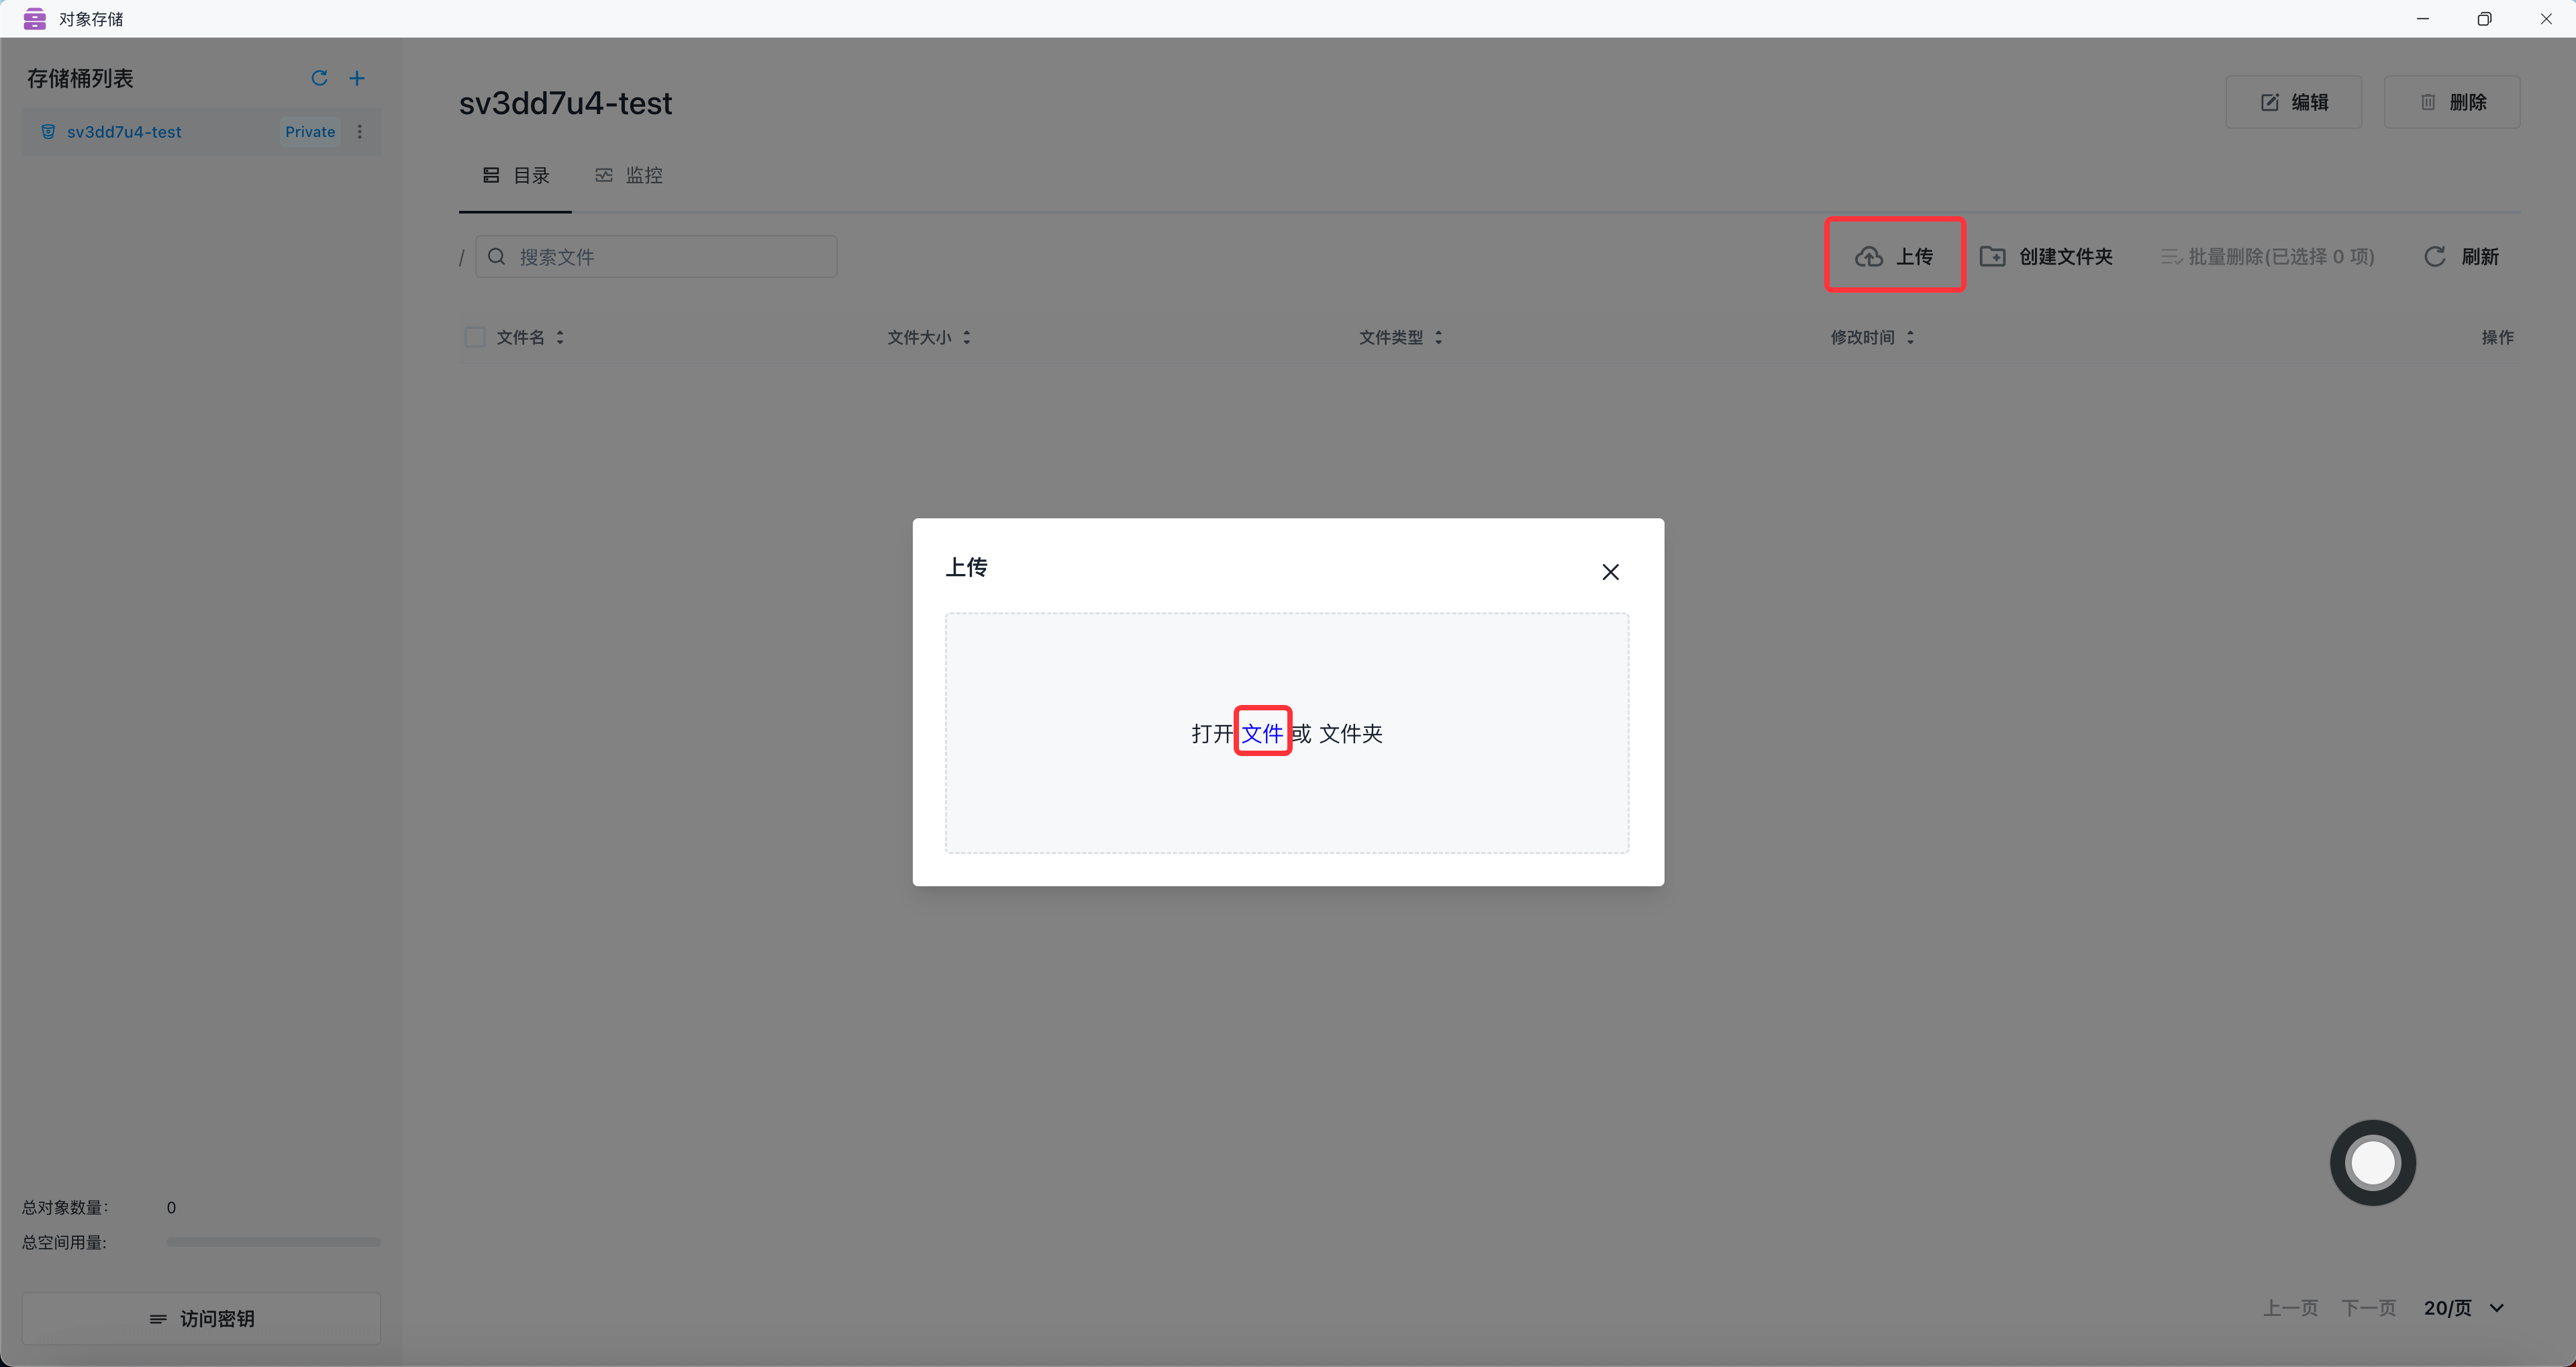 对象存储
存储桶列表
sv3dd7u4-test Private
sv3dd7u4-test
编辑 删除
目录 监控
/ 搜索文件 上传 创建文件夹 批量删除(已选择 0 项) 刷新
文件名 文件大小 文件类型 修改时间 操作
上传
打开 文件 或 文件夹
总对象数量: 0
总空间用量:
访问密钥
上一页 下一页 20/页